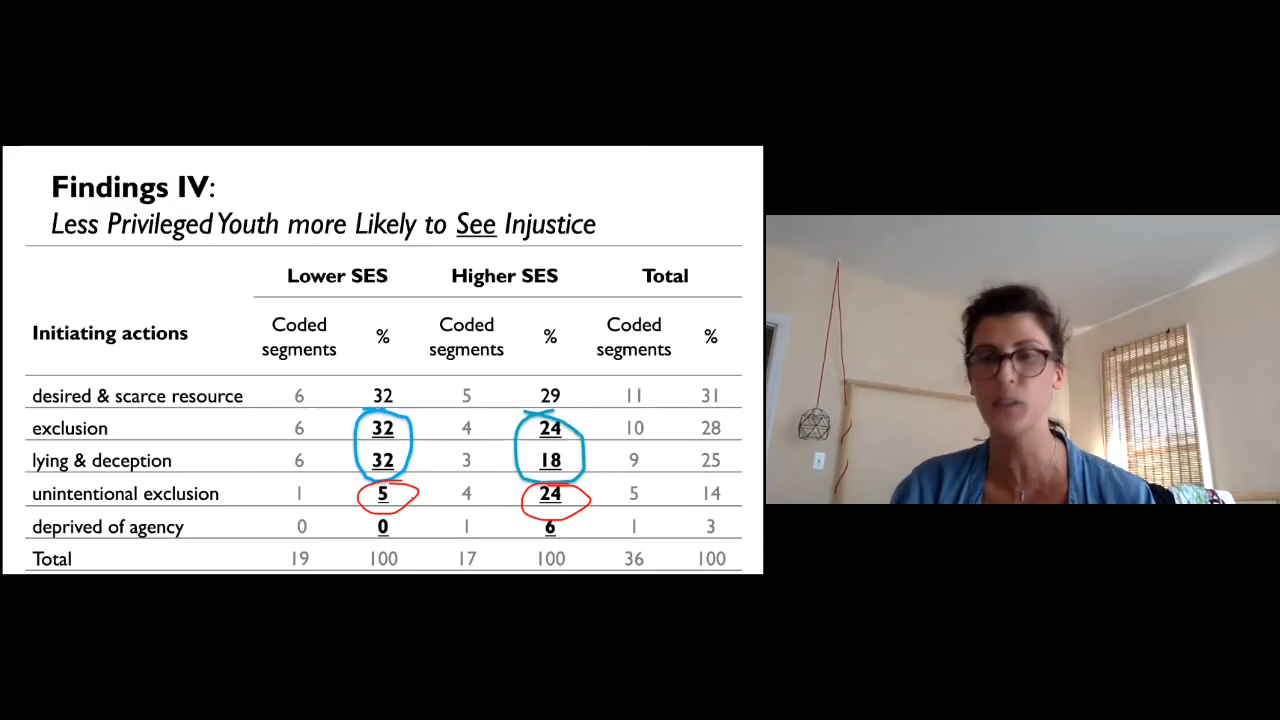 Findings IV:
Less Privileged Youth more Likely to See Injustice
Lower SES Higher SES Total
Initiating actions Coded segments % Coded segments % Coded segments %
desired & scarce resource 6 32 5 29 11 31
exclusion 6 32 4 24 10 28
lying & deception 6 32 3 18 9 25
unintentional exclusion 1 5 4 24 5 14
deprived of agency 0 0 1 6 1 3
Total 19 100 17 100 36 100